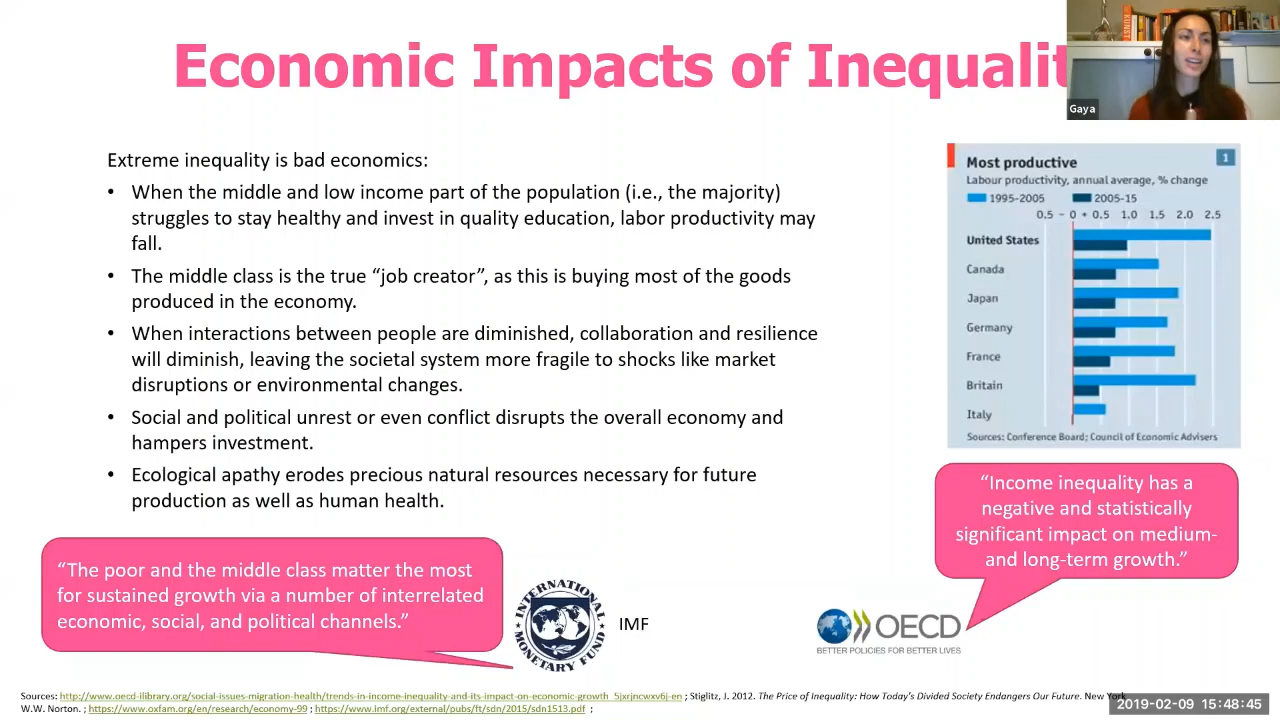 Economic Impacts of Inequalit
Gaya
Extreme inequality is bad economics:
• When the middle and low income part of the population (i.e., the majority)
struggles to stay healthy and invest in quality education, labor productivity may
fall.
• The middle class is the true “job creator”, as this is buying most of the goods
produced in the economy.
• When interactions between people are diminished, collaboration and resilience
will diminish, leaving the societal system more fragile to shocks like market
disruptions or environmental changes.
• Social and political unrest or even conflict disrupts the overall economy and
hampers investment.
• Ecological apathy erodes precious natural resources necessary for future
production as well as human health.
Most productive
1
Labour productivity, annual average, % change
1995-2005 2005-15
0.5 – 0 + 0.5 1.0 1.5 2.0 2.5
United States
Canada
Japan
Germany
France
Britain
Italy
Sources: Conference Board; Council of Economic Advisers
“Income inequality has a
negative and statistically
significant impact on medium-
and long-term growth.”
“The poor and the middle class matter the most
for sustained growth via a number of interrelated
economic, social, and political channels.”
INTERNATIONAL MONETARY FUND
IMF
OECD
BETTER POLICIES FOR BETTER LIVES
Sources: http://www.oecd-ilibrary.org/social-issues-migration-health/trends-in-income-inequality-and-its-impact-on-economic-growth_5jxrjncwxv6j-en ; Stiglitz, J. 2012. The Price of Inequality: How Today’s Divided Society Endangers Our Future. New York
W.W. Norton. ; https://www.oxfam.org/en/research/economy-99 ; https://www.imf.org/external/pubs/ft/sdn/2015/sdn1513.pdf ;
2019-02-09 15:48:45